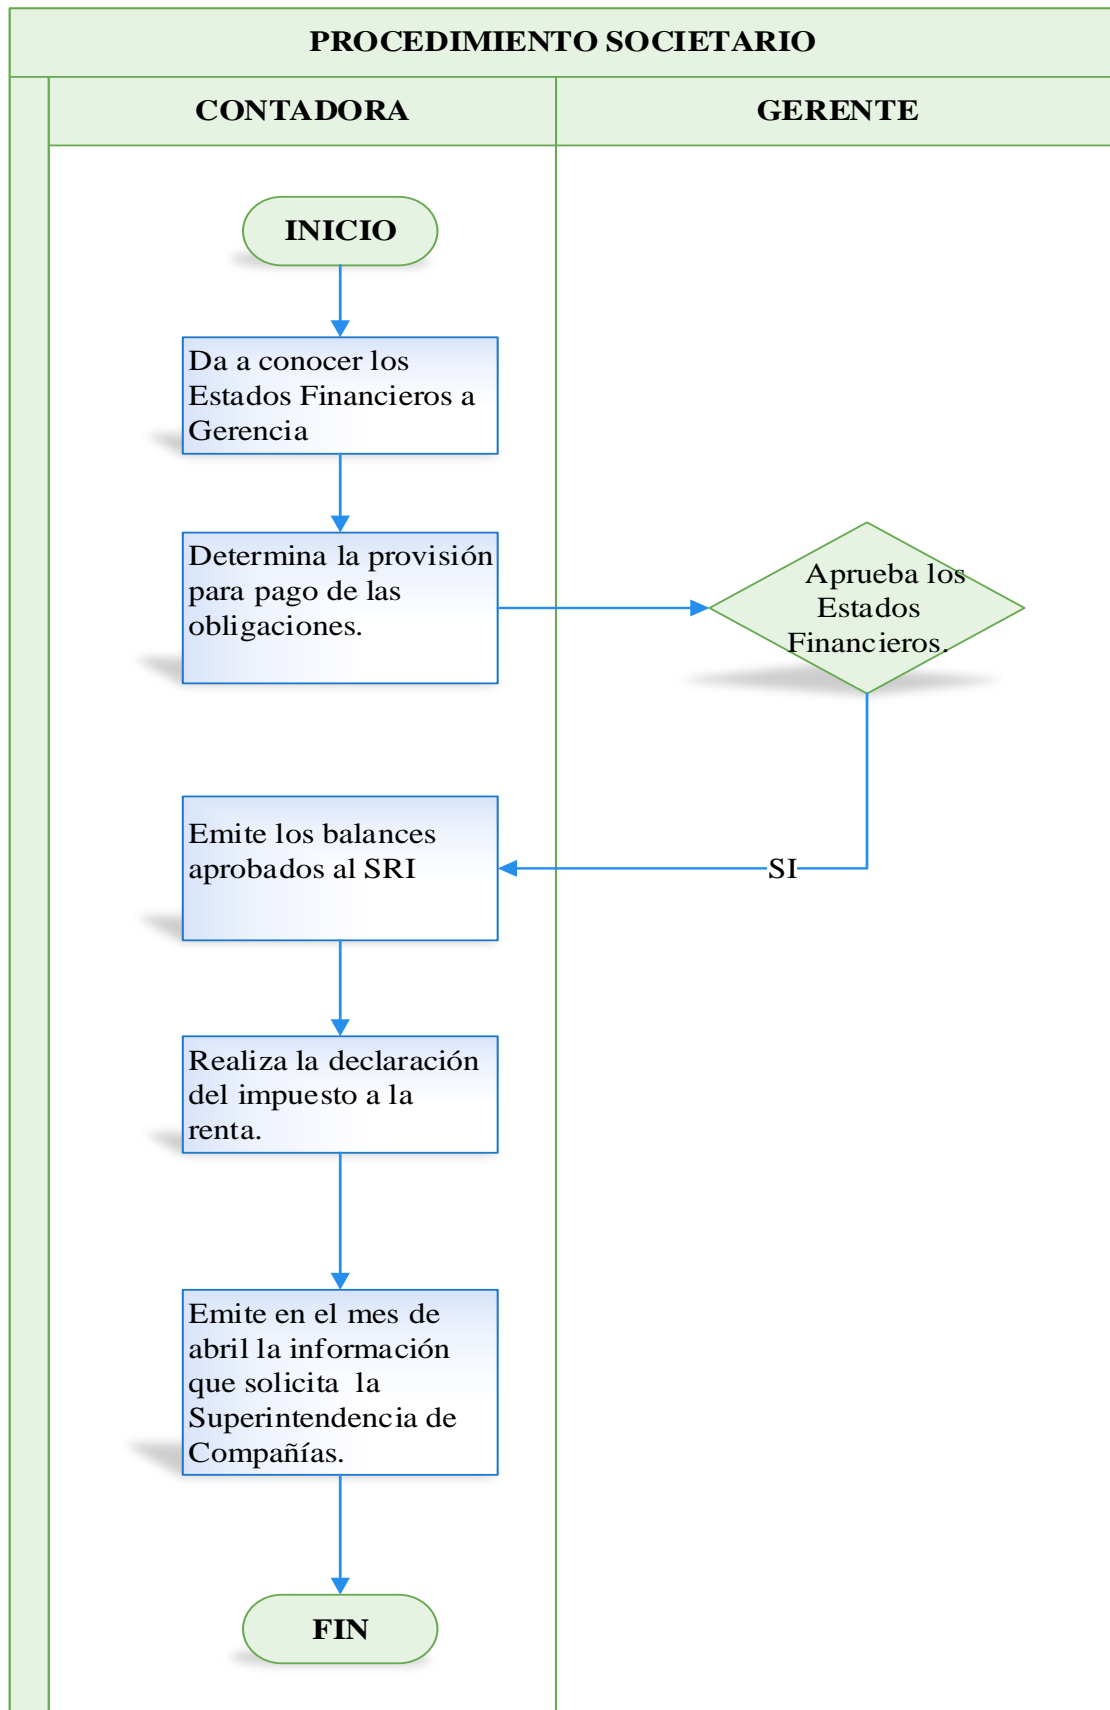 PROCEDIMIENTO SOCIETARIO
CONTADORA
GERENTE
INICIO
Da a conocer los
Estados Financieros a
Gerencia
Determina la provisión
para pago de las
obligaciones.
Aprueba los
Estados
Financieros.
SI
Emite los balances
aprobados al SRI
Realiza la declaración
del impuesto a la
renta.
Emite en el mes de
abril la información
que solicita  la
Superintendencia de
Compañías.
FIN